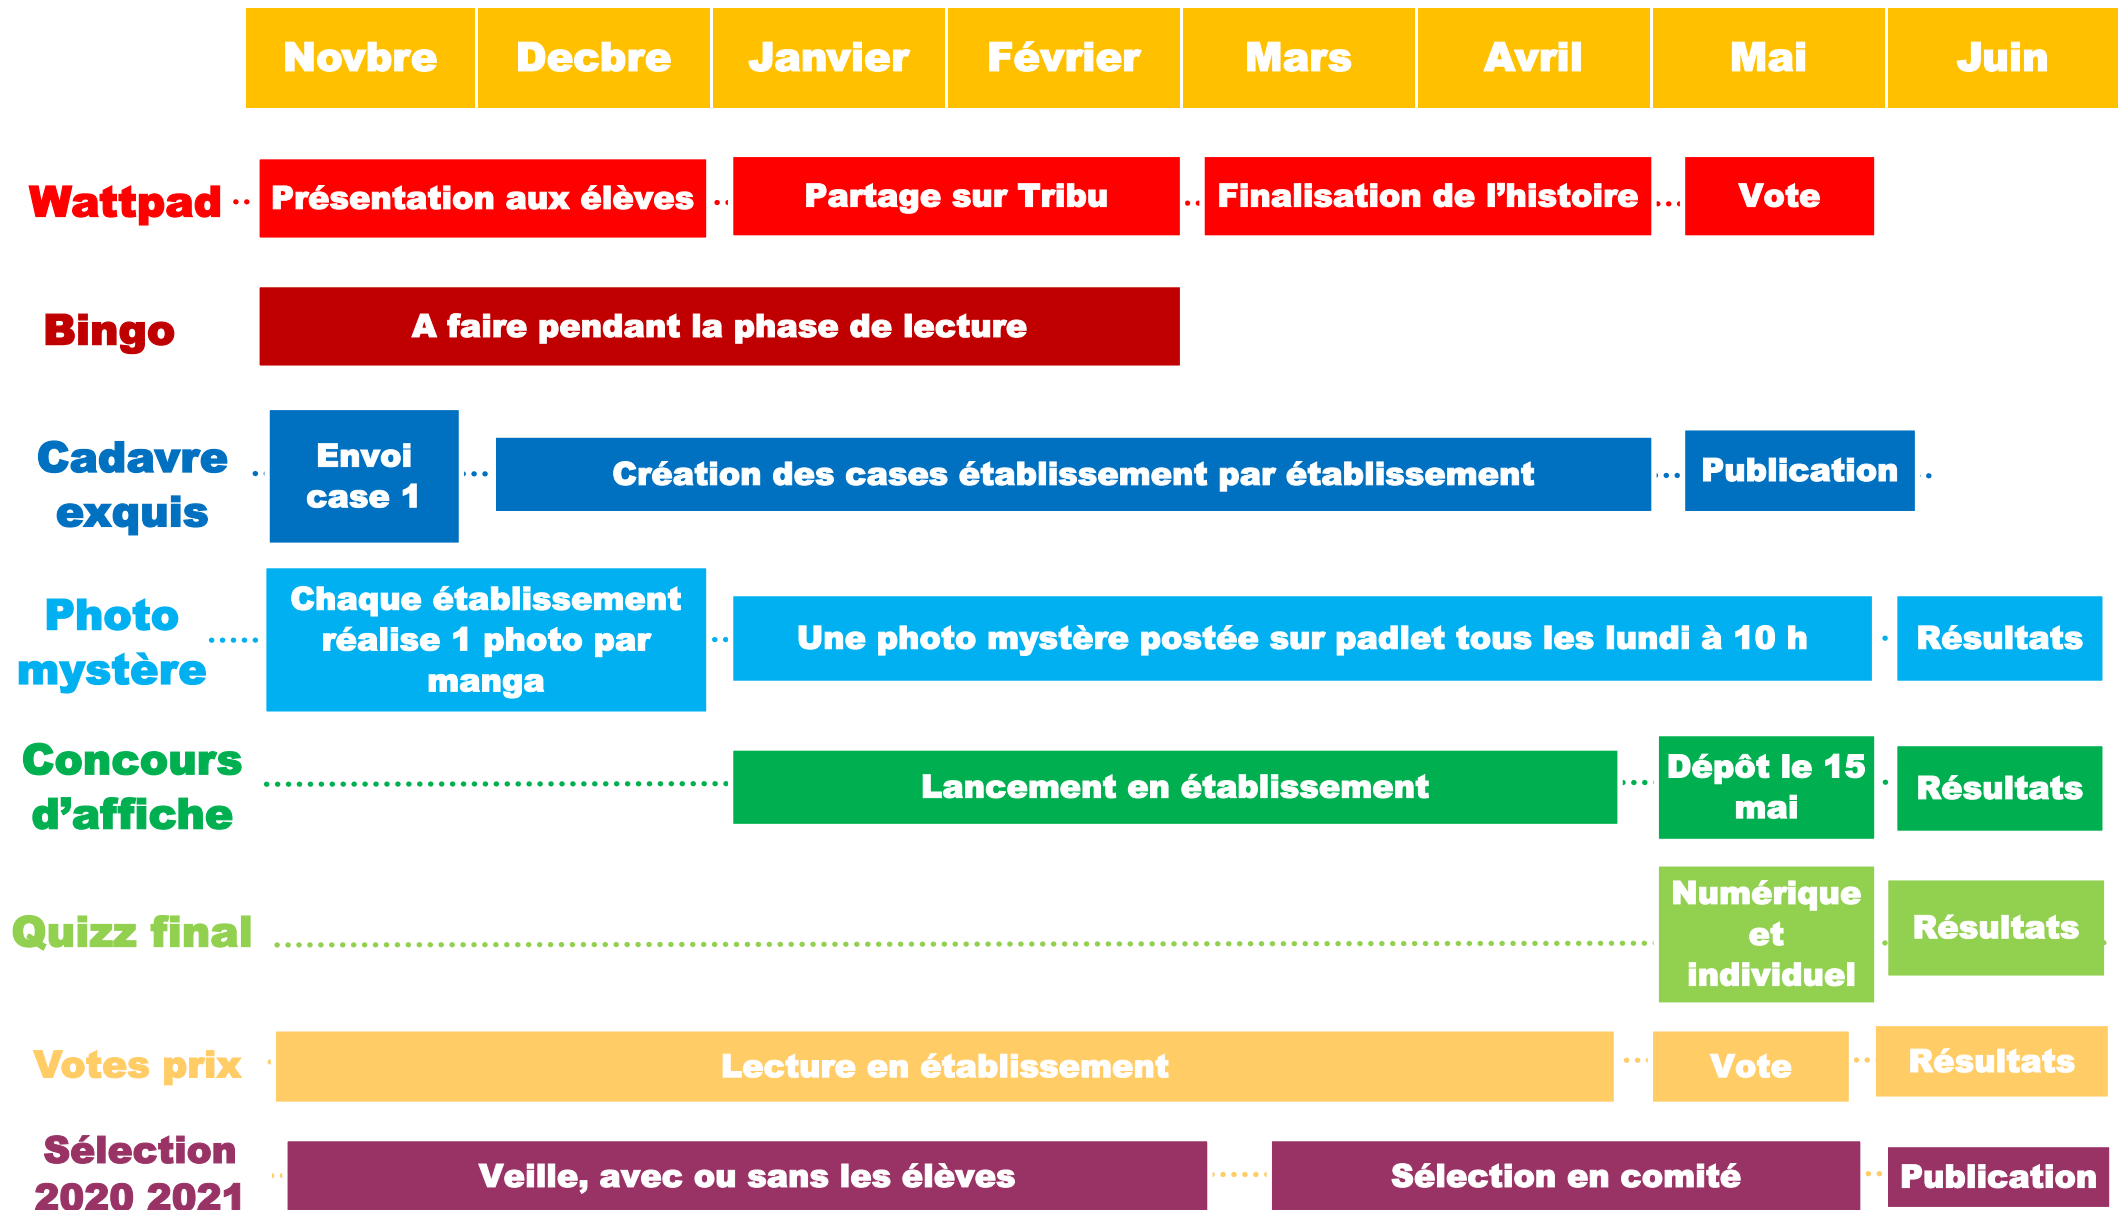 Novbre Decbre Janvier Février Mars Avril Mai Juin
Wattpad Présentation aux élèves Partage sur Tribu Finalisation de l’histoire Vote
Bingo A faire pendant la phase de lecture
Cadavre
exquis
Envoi
case 1
Création des cases établissement par établissement
Publication
Photo
mystère
Chaque établissement
réalise 1 photo par
manga
Une photo mystère postée sur padlet tous les lundi à 10 h
Résultats
Concours
d’affiche
Lancement en établissement
Dépôt le 15
mai
Résultats
Quizz final
Numérique
et
individuel
Résultats
Votes prix Lecture en établissement Vote Résultats
Sélection
2020 2021
Veille, avec ou sans les élèves
Sélection en comité
Publication